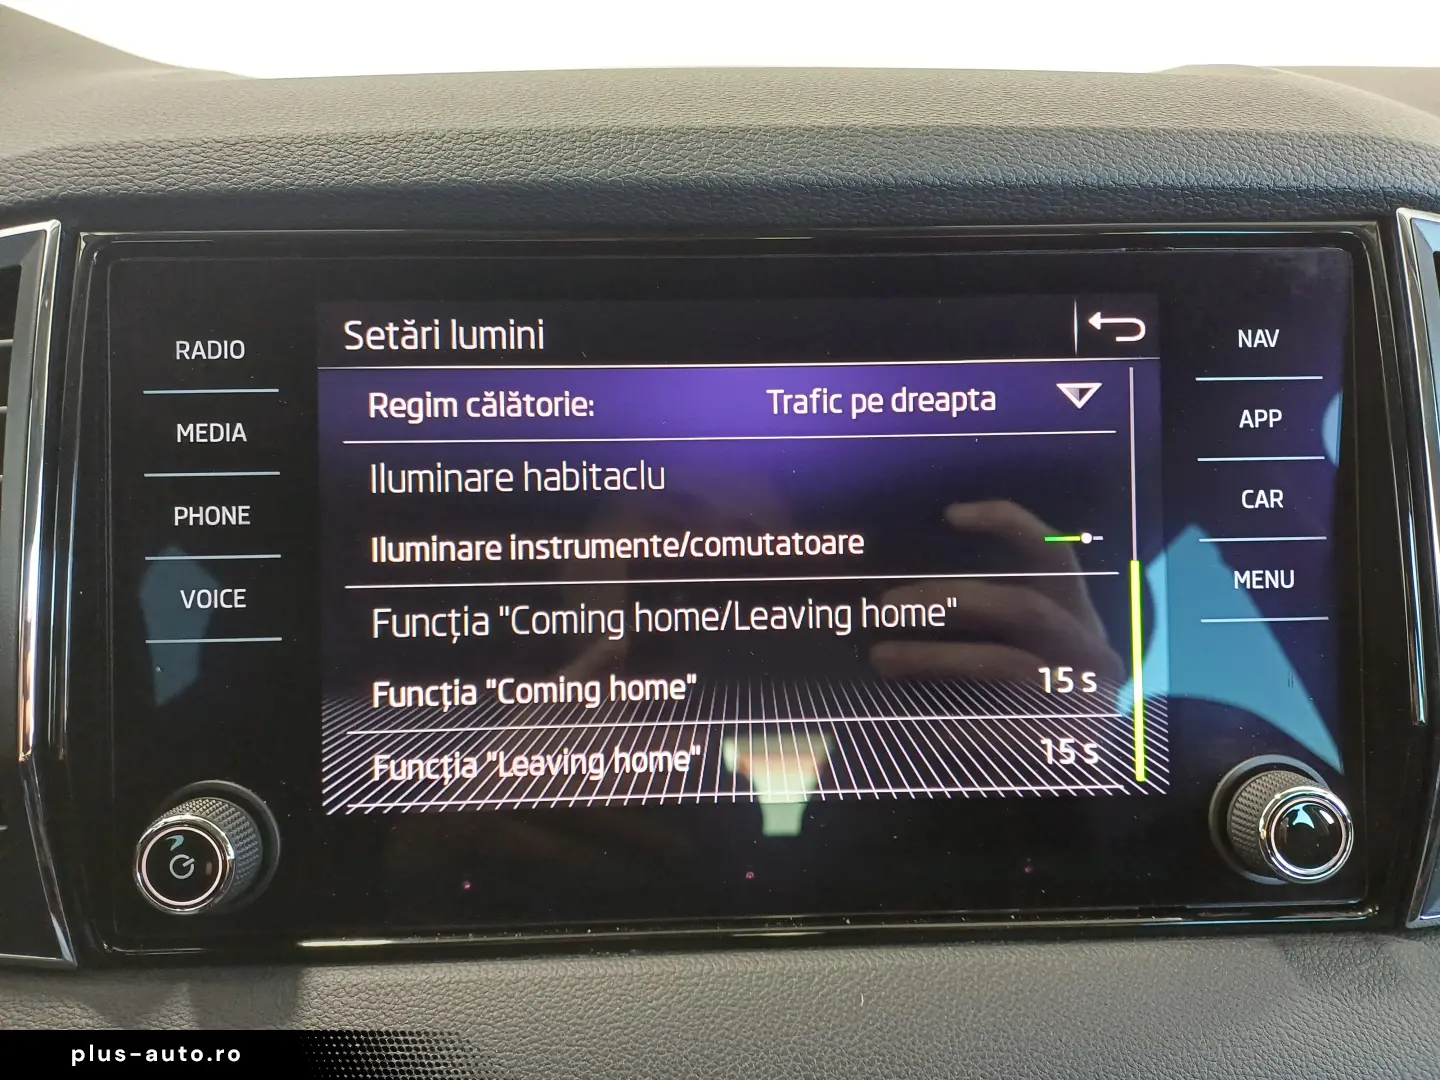 RADIO
MEDIA
PHONE
VOICE
Setări lumini
Regim călătorie: Trafic pe dreapta
Iluminare habitaclu
Iluminare instrumente/comutatoare
Funcția "Coming home/Leaving home"
Funcția "Coming home" 15 s
Funcția "Leaving home" 15 s
NAV
APP
CAR
MENU
plus-auto.ro